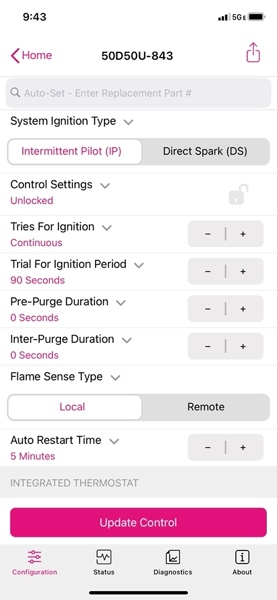 9:43
5GE
Home 50D50U-843
Auto-Set - Enter Replacement Part #
System Ignition Type
Intermittent Pilot (IP) Direct Spark (DS)
Control Settings
Unlocked
Tries For Ignition
Continuous
- | +
Trial For Ignition Period
90 Seconds
- | +
Pre-Purge Duration
0 Seconds
- | +
Inter-Purge Duration
0 Seconds
- | +
Flame Sense Type
Local Remote
Auto Restart Time
5 Minutes
- | +
INTEGRATED THERMOSTAT
Update Control
Configuration Status Diagnostics About